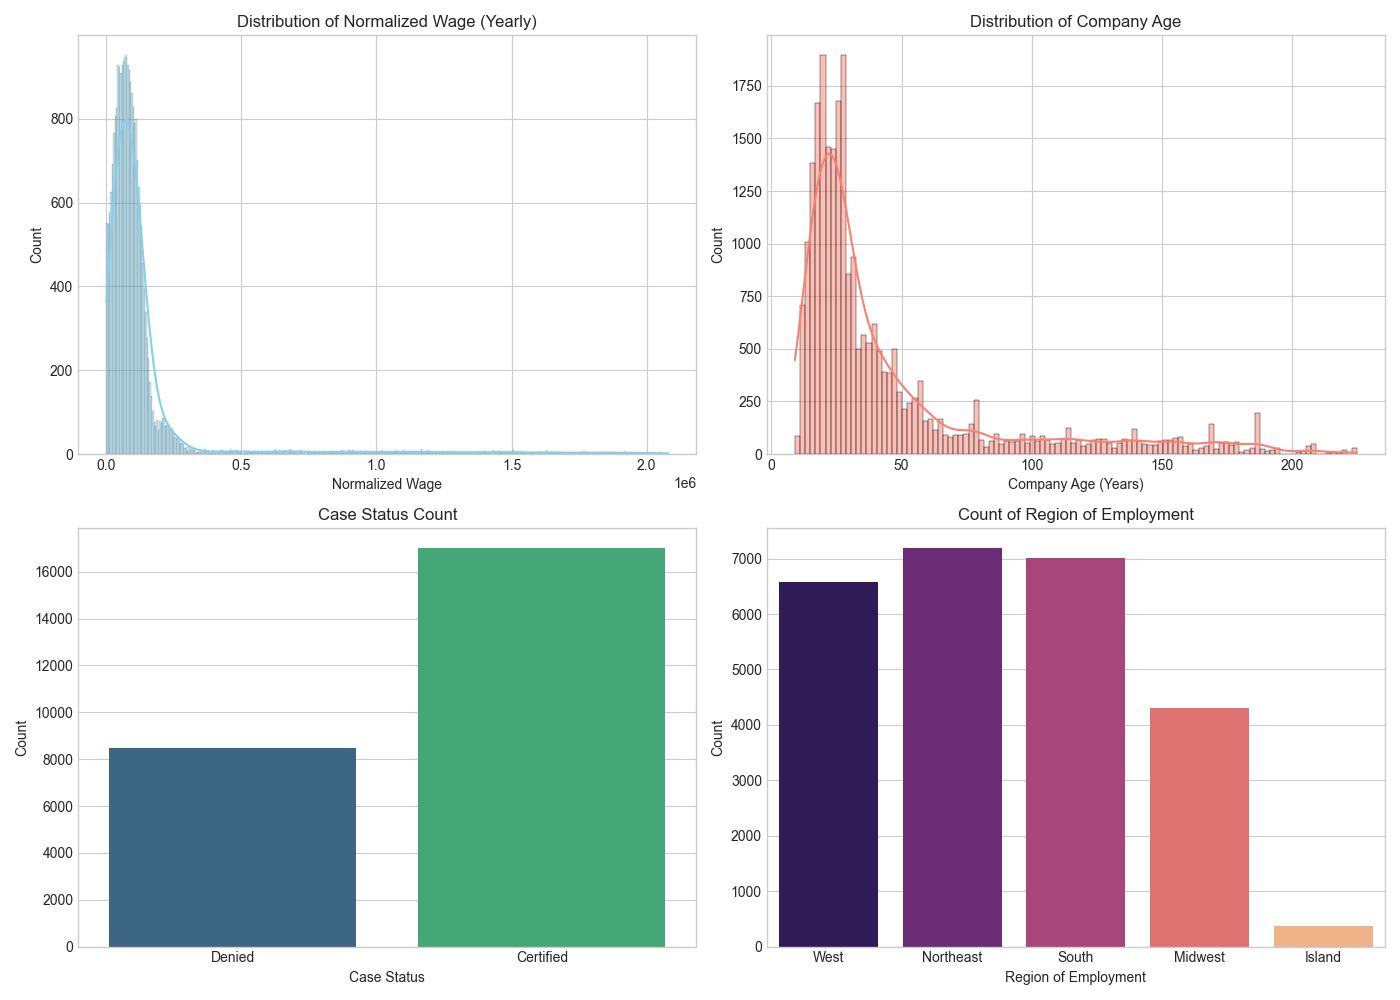 Distribution of Normalized Wage (Yearly)
Count
800
600
400
200
0
0.0
0.5
1.0
1.5
2.0
1e6
Normalized Wage
Distribution of Company Age
Count
1750
1500
1250
1000
750
500
250
0
0
50
100
150
200
Company Age (Years)
Case Status Count
Count
16000
14000
12000
10000
8000
6000
4000
2000
0
Denied
Certified
Case Status
Count of Region of Employment
Count
7000
6000
5000
4000
3000
2000
1000
0
West
Northeast
South
Midwest
Island
Region of Employment